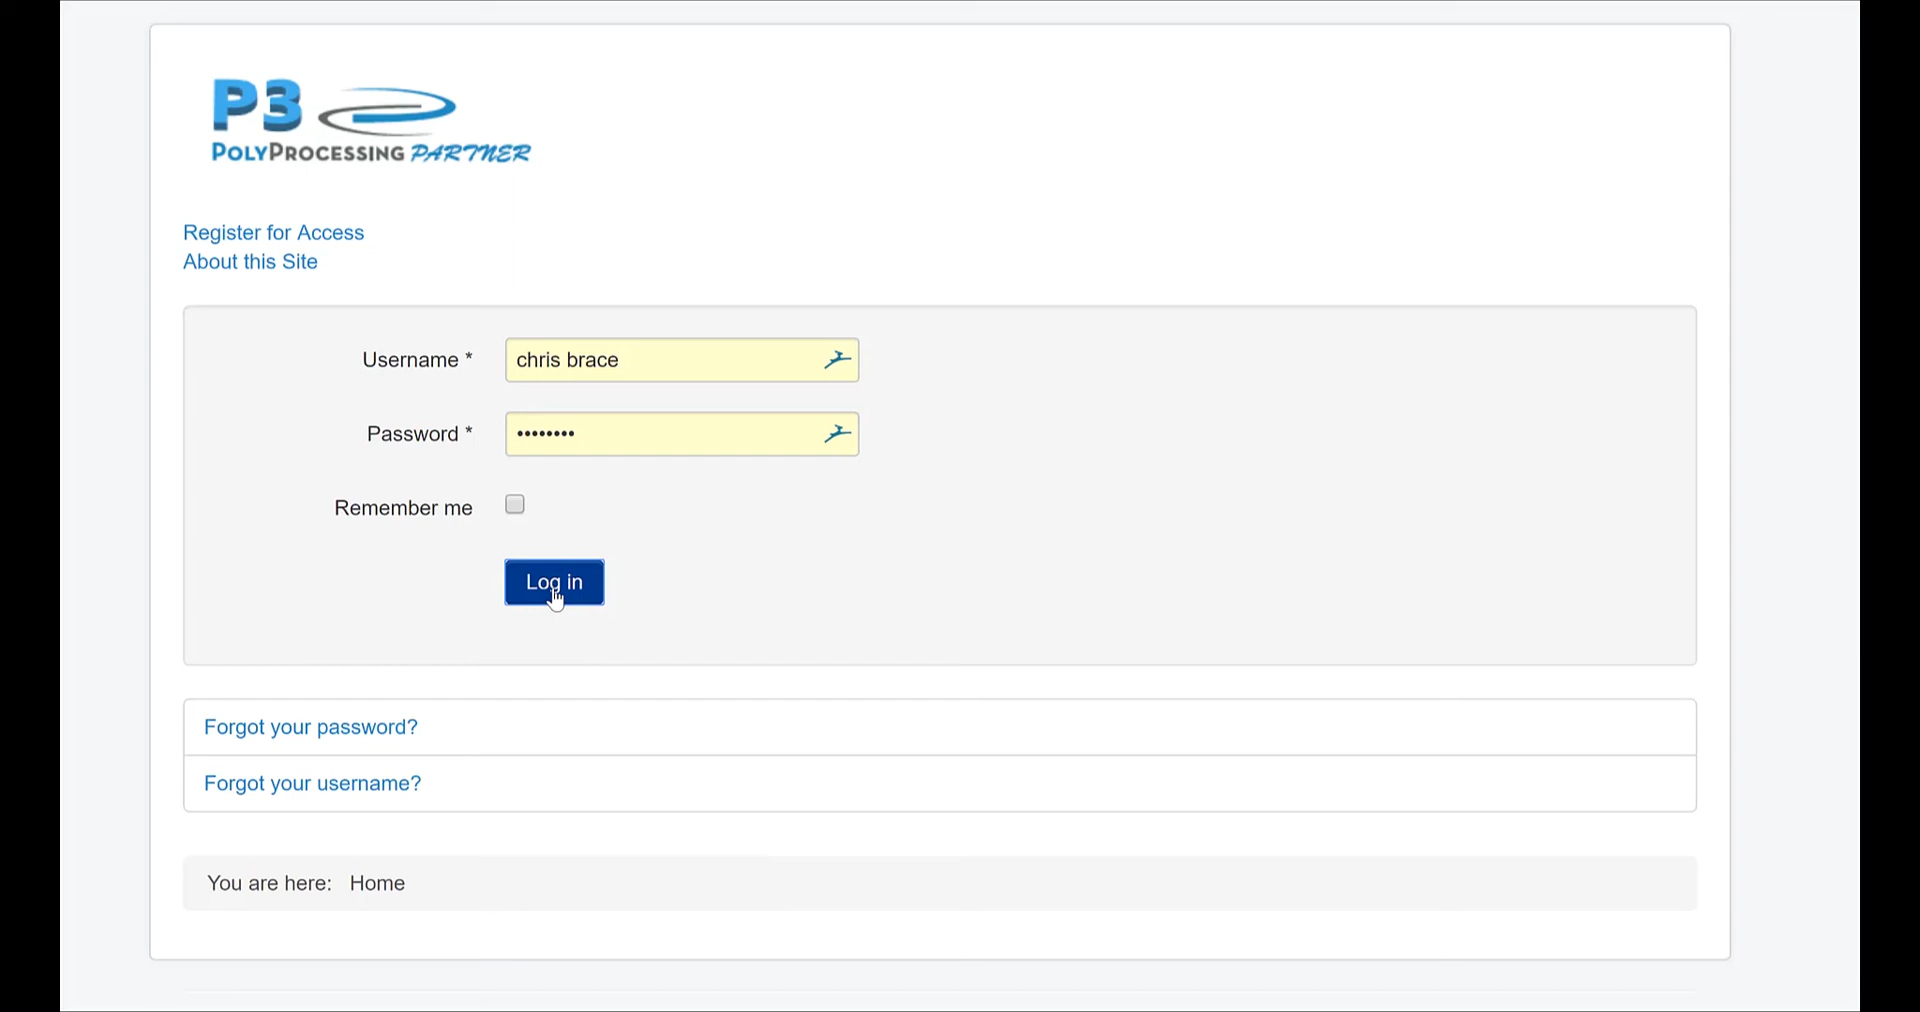 P3
POLYPROCESSING PARTNER
Register for Access
About this Site
Username *
chris brace
Password *
••••••••
Remember me
Log in
Forgot your password?
Forgot your username?
You are here: Home